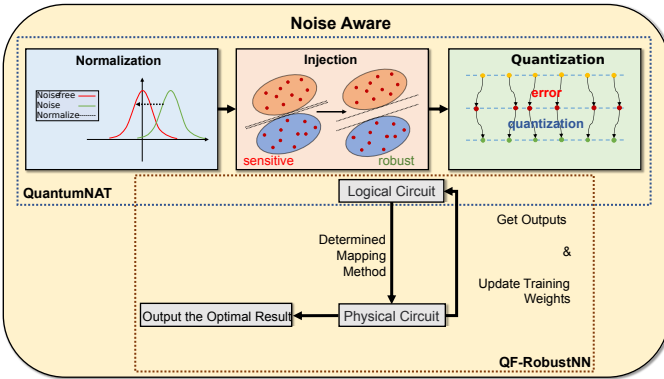 Noise Aware
Normalization
Noisefree
Noise
Normalize
Injection
sensitive
robust
Quantization
error
quantization
QuantumNAT
Logical Circuit
Determined
Mapping
Method
Get Outputs
&
Update Training
Weights
Output the Optimal Result
Physical Circuit
QF-RobustNN